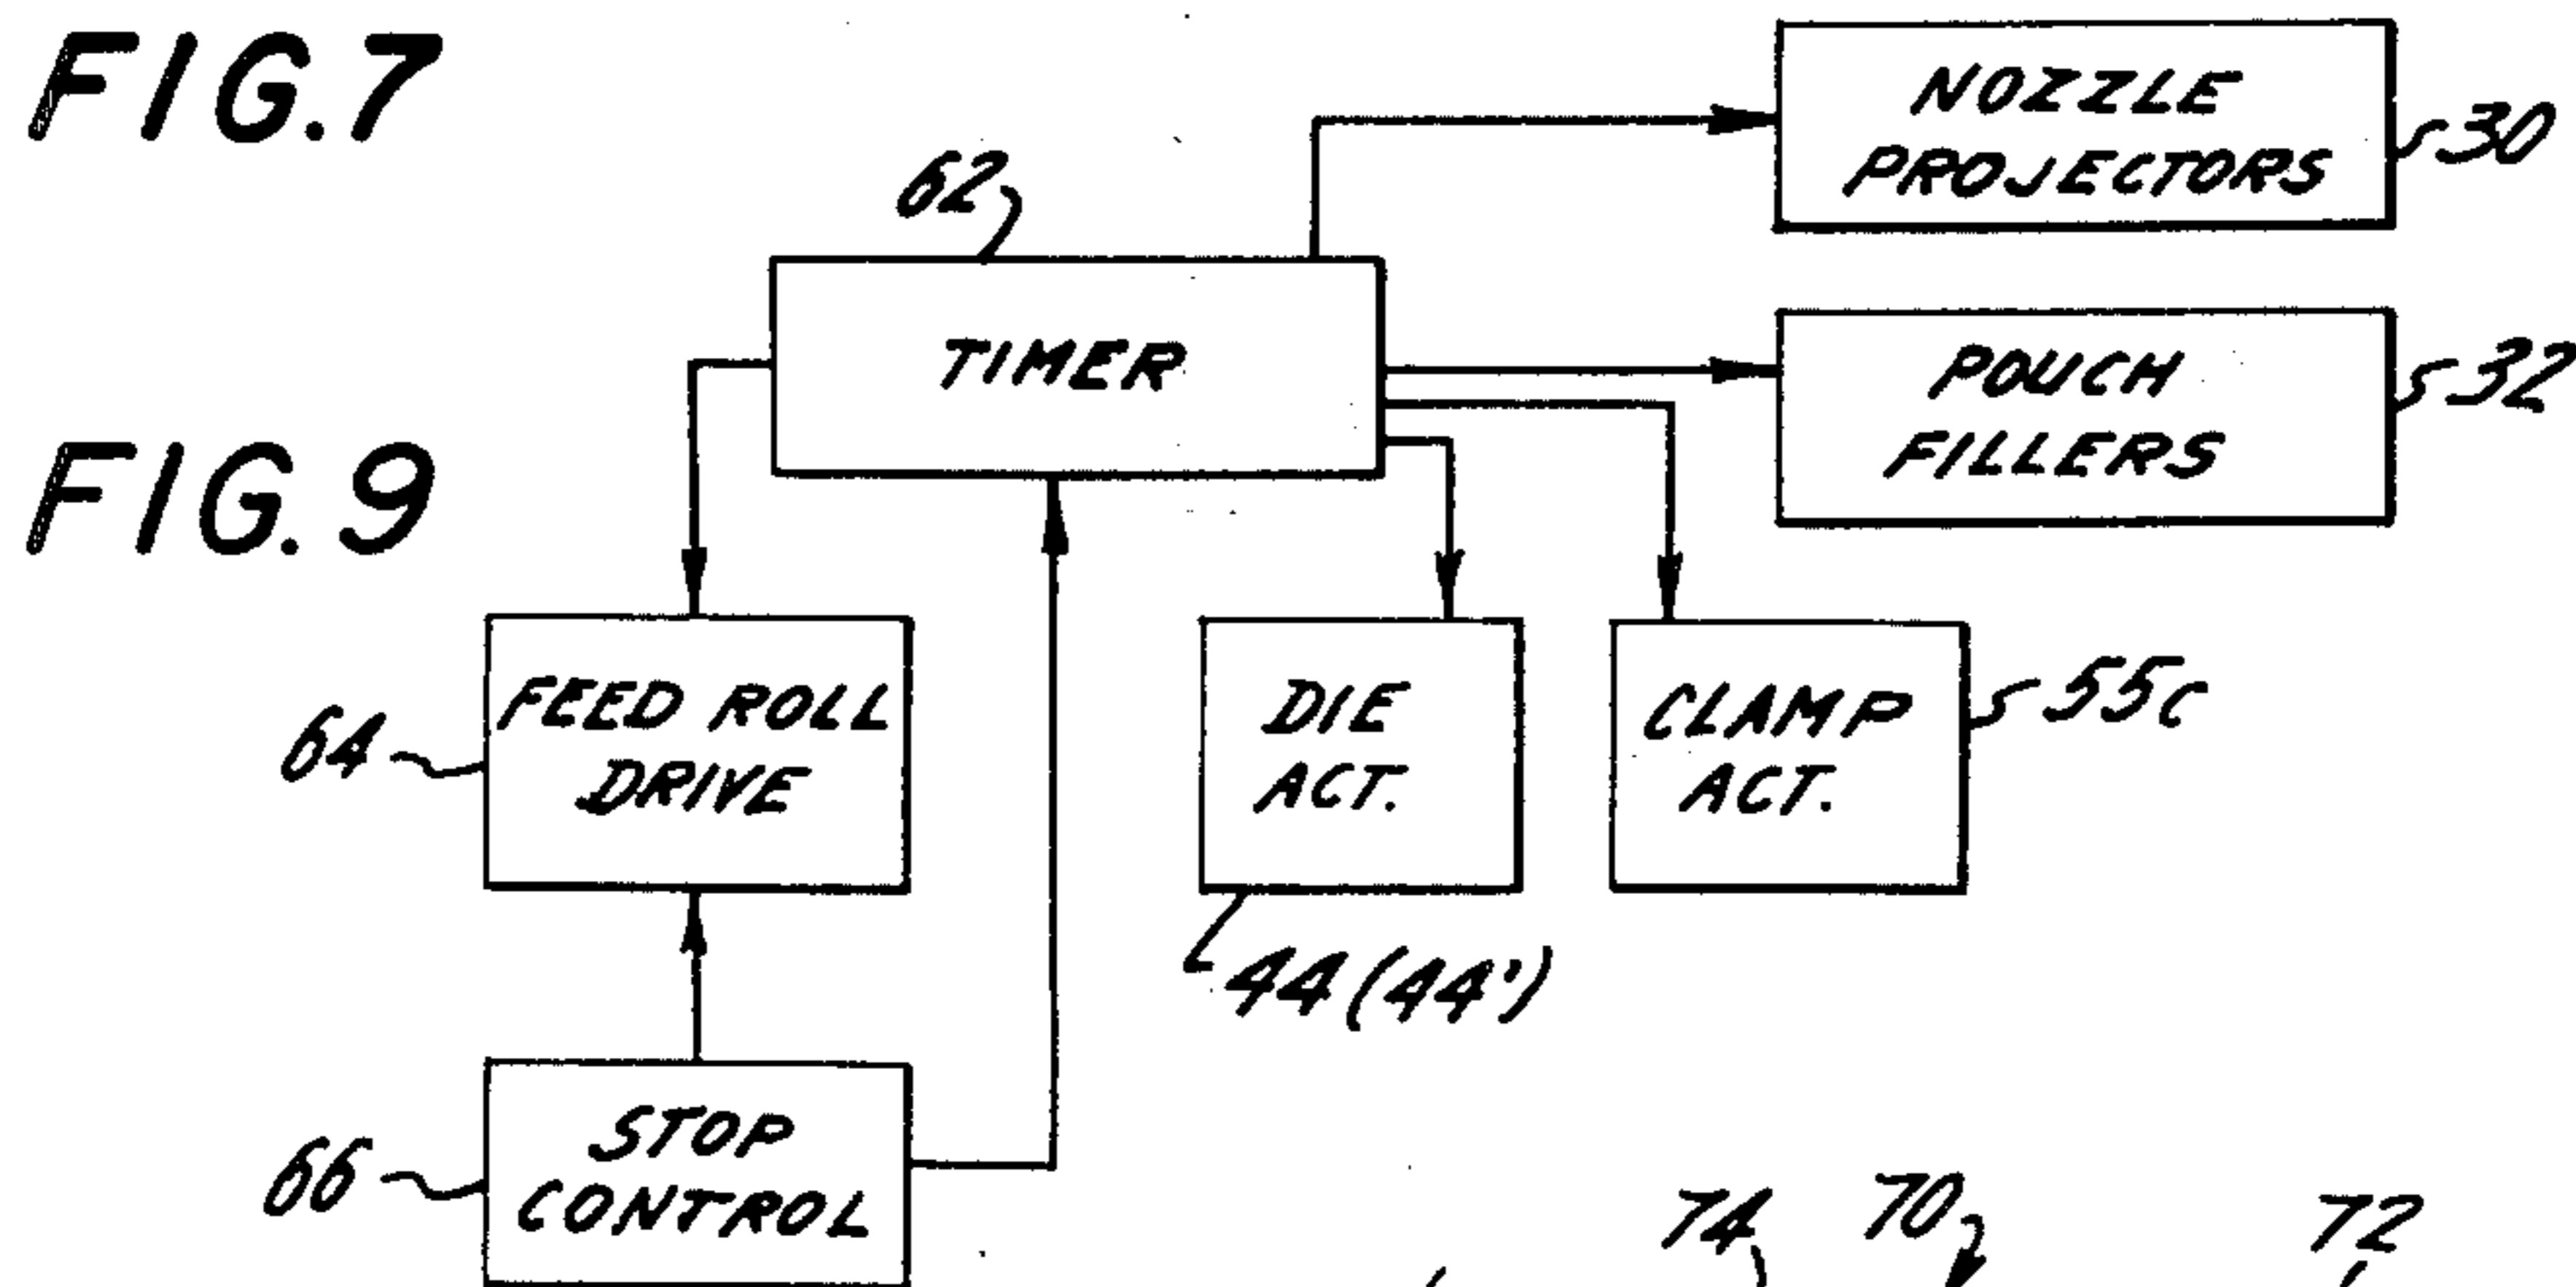 FIG.7
NOZZLE
PROJECTORS
30
62
TIMER
POUCH
FILLERS
32
FIG.9
FEED ROLL
DRIVE
64
DIE
ACT.
44(44')
CLAMP
ACT.
55c
STOP
CONTROL
66
74
70
72